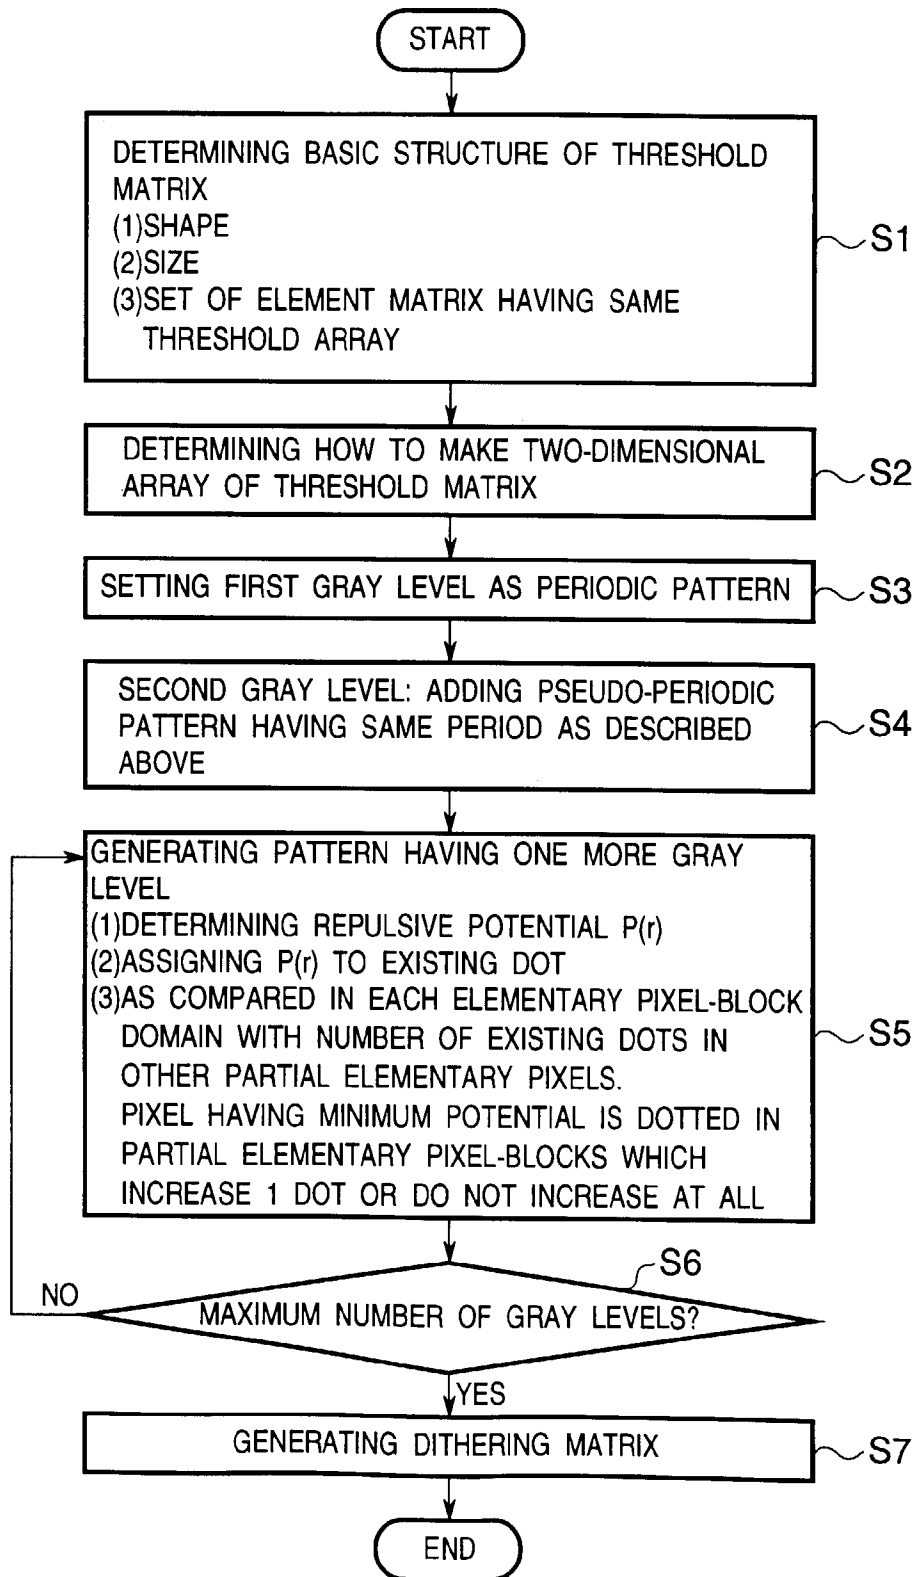 START
DETERMINING BASIC STRUCTURE OF THRESHOLD
MATRIX
(1)SHAPE
(2)SIZE
(3)SET OF ELEMENT MATRIX HAVING SAME
THRESHOLD ARRAY
S1
DETERMINING HOW TO MAKE TWO-DIMENSIONAL
ARRAY OF THRESHOLD MATRIX
S2
SETTING FIRST GRAY LEVEL AS PERIODIC PATTERN
S3
SECOND GRAY LEVEL: ADDING PSEUDO-PERIODIC
PATTERN HAVING SAME PERIOD AS DESCRIBED
ABOVE
S4
GENERATING PATTERN HAVING ONE MORE GRAY
LEVEL
(1)DETERMINING REPULSIVE POTENTIAL P(r)
(2)ASSIGNING P(r) TO EXISTING DOT
(3)AS COMPARED IN EACH ELEMENTARY PIXEL-BLOCK
DOMAIN WITH NUMBER OF EXISTING DOTS IN
OTHER PARTIAL ELEMENTARY PIXELS.
PIXEL HAVING MINIMUM POTENTIAL IS DOTTED IN
PARTIAL ELEMENTARY PIXEL-BLOCKS WHICH
INCREASE 1 DOT OR DO NOT INCREASE AT ALL
S5
S6
NO
MAXIMUM NUMBER OF GRAY LEVELS?
YES
GENERATING DITHERING MATRIX
S7
END